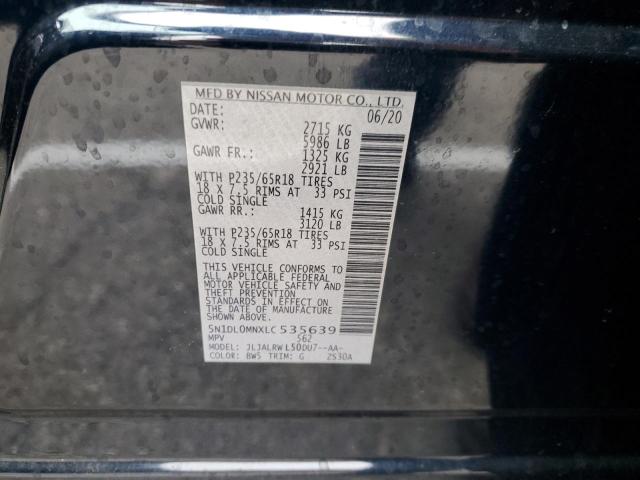 MFD BY NISSAN MOTOR CO., LTD.
DATE: 06/20
GVWR: 2715 KG
5986 LB
GAWR FR.: 1325 KG
2921 LB
WITH P235/65R18 TIRES
18 X 7.5 RIMS AT 33 PSI
COLD SINGLE
GAWR RR.: 1415 KG
3120 LB
WITH P235/65R18 TIRES
18 X 7.5 RIMS AT 33 PSI
COLD SINGLE
THIS VEHICLE CONFORMS TO
ALL APPLICABLE FEDERAL
MOTOR VEHICLE SAFETY AND
THEFT PREVENTION
STANDARDS IN EFFECT ON
THE DATE OF MANUFACTURE
SHOWN ABOVE.
5N1DL0MNXLC535639
MPV 562
MODEL: JLJALRWL50DU7--AA-
COLOR: BW5 TRIM: G 2S30A